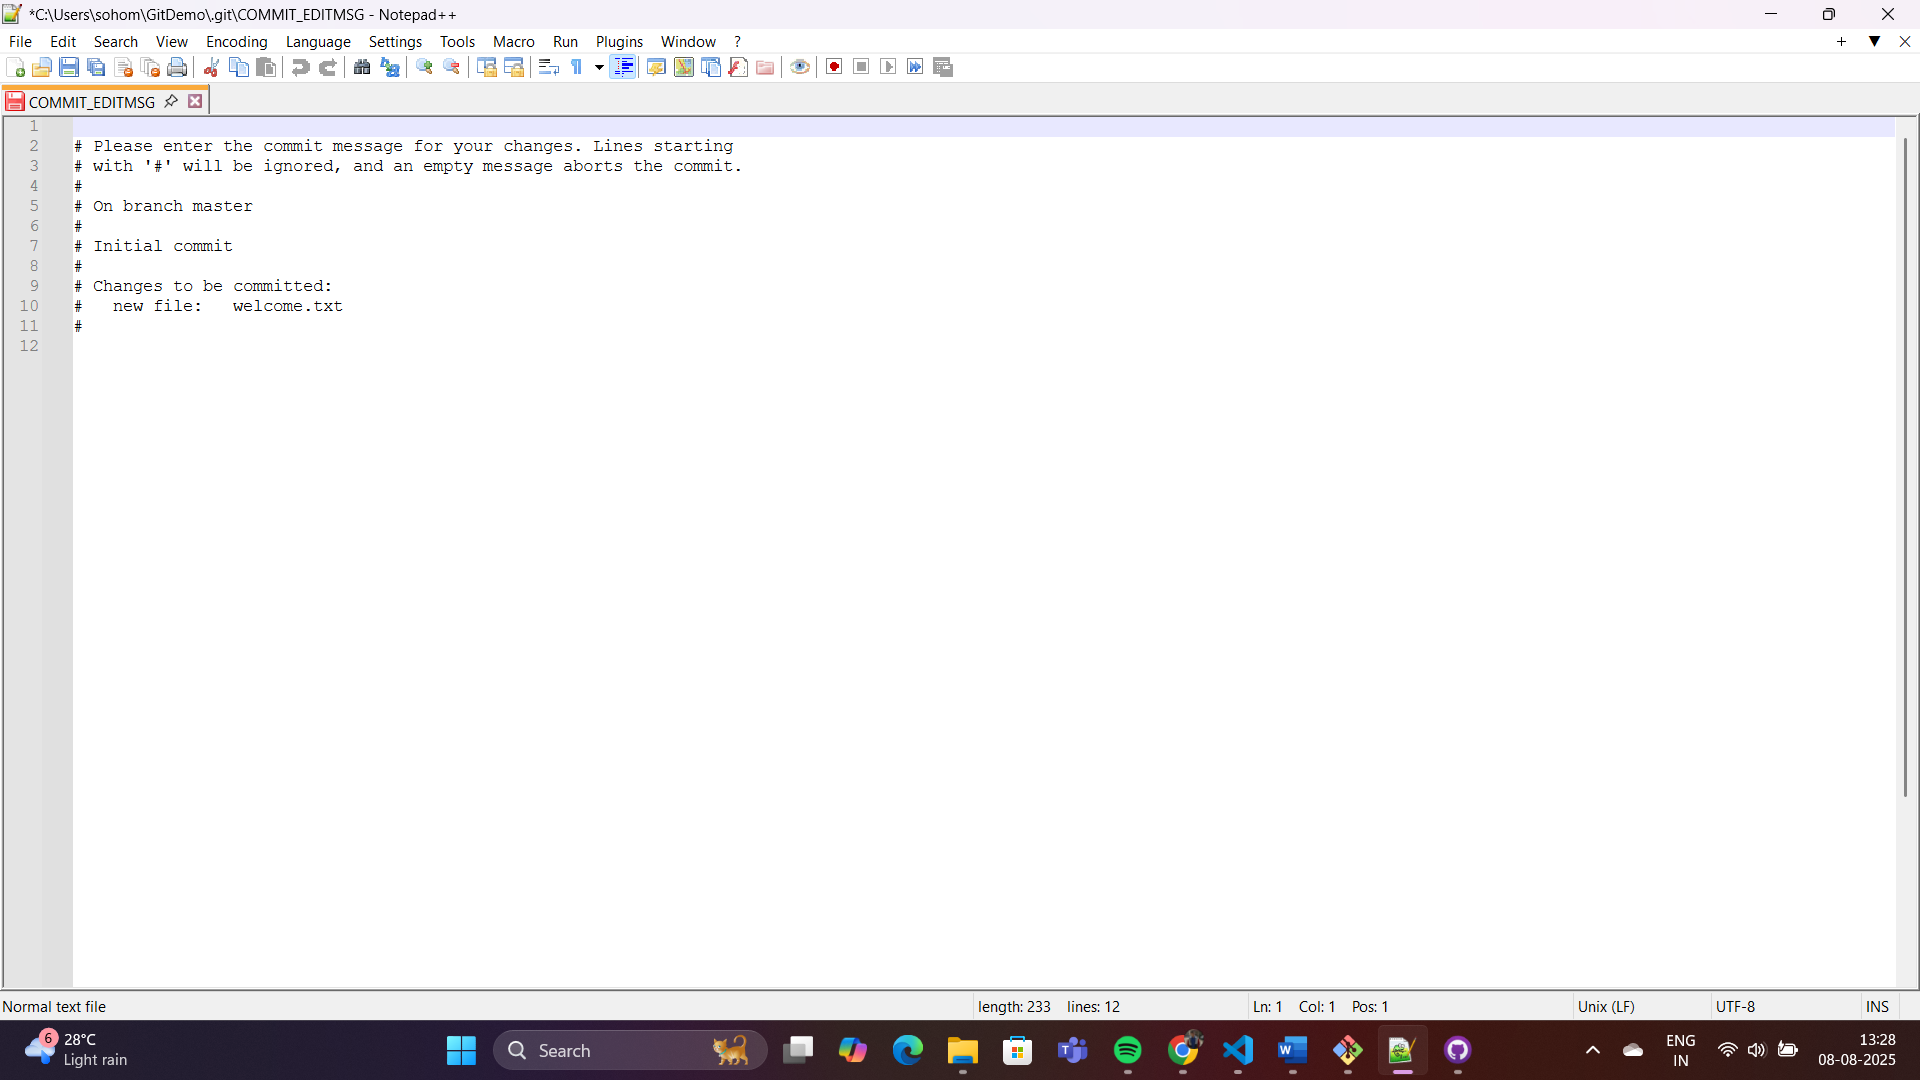 *C:\Users\sohom\GitDemo\.git\COMMIT_EDITMSG - Notepad++
File Edit Search View Encoding Language Settings Tools Macro Run Plugins Window ?
COMMIT_EDITMSG
1
2 # Please enter the commit message for your changes. Lines starting
3 # with '#' will be ignored, and an empty message aborts the commit.
4 #
5 # On branch master
6 #
7 # Initial commit
8 #
9 # Changes to be committed:
10 #   new file:   welcome.txt
11 #
12
Normal text file length: 233 lines: 12 Ln: 1 Col: 1 Pos: 1 Unix (LF) UTF-8 INS
6 28°C
Light rain
Search
ENG
IN
13:28
08-08-2025